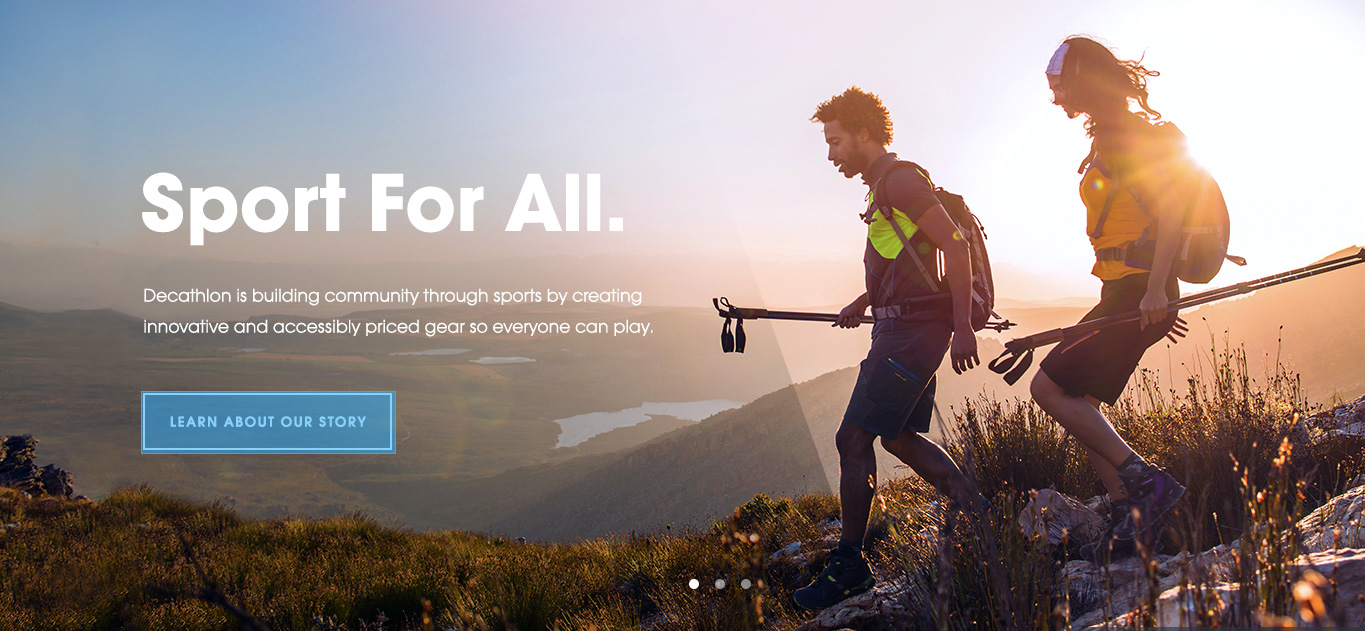 Sport For All.
Decathlon is building community through sports by creating
innovative and accessibly priced gear so everyone can play.
LEARN ABOUT OUR STORY